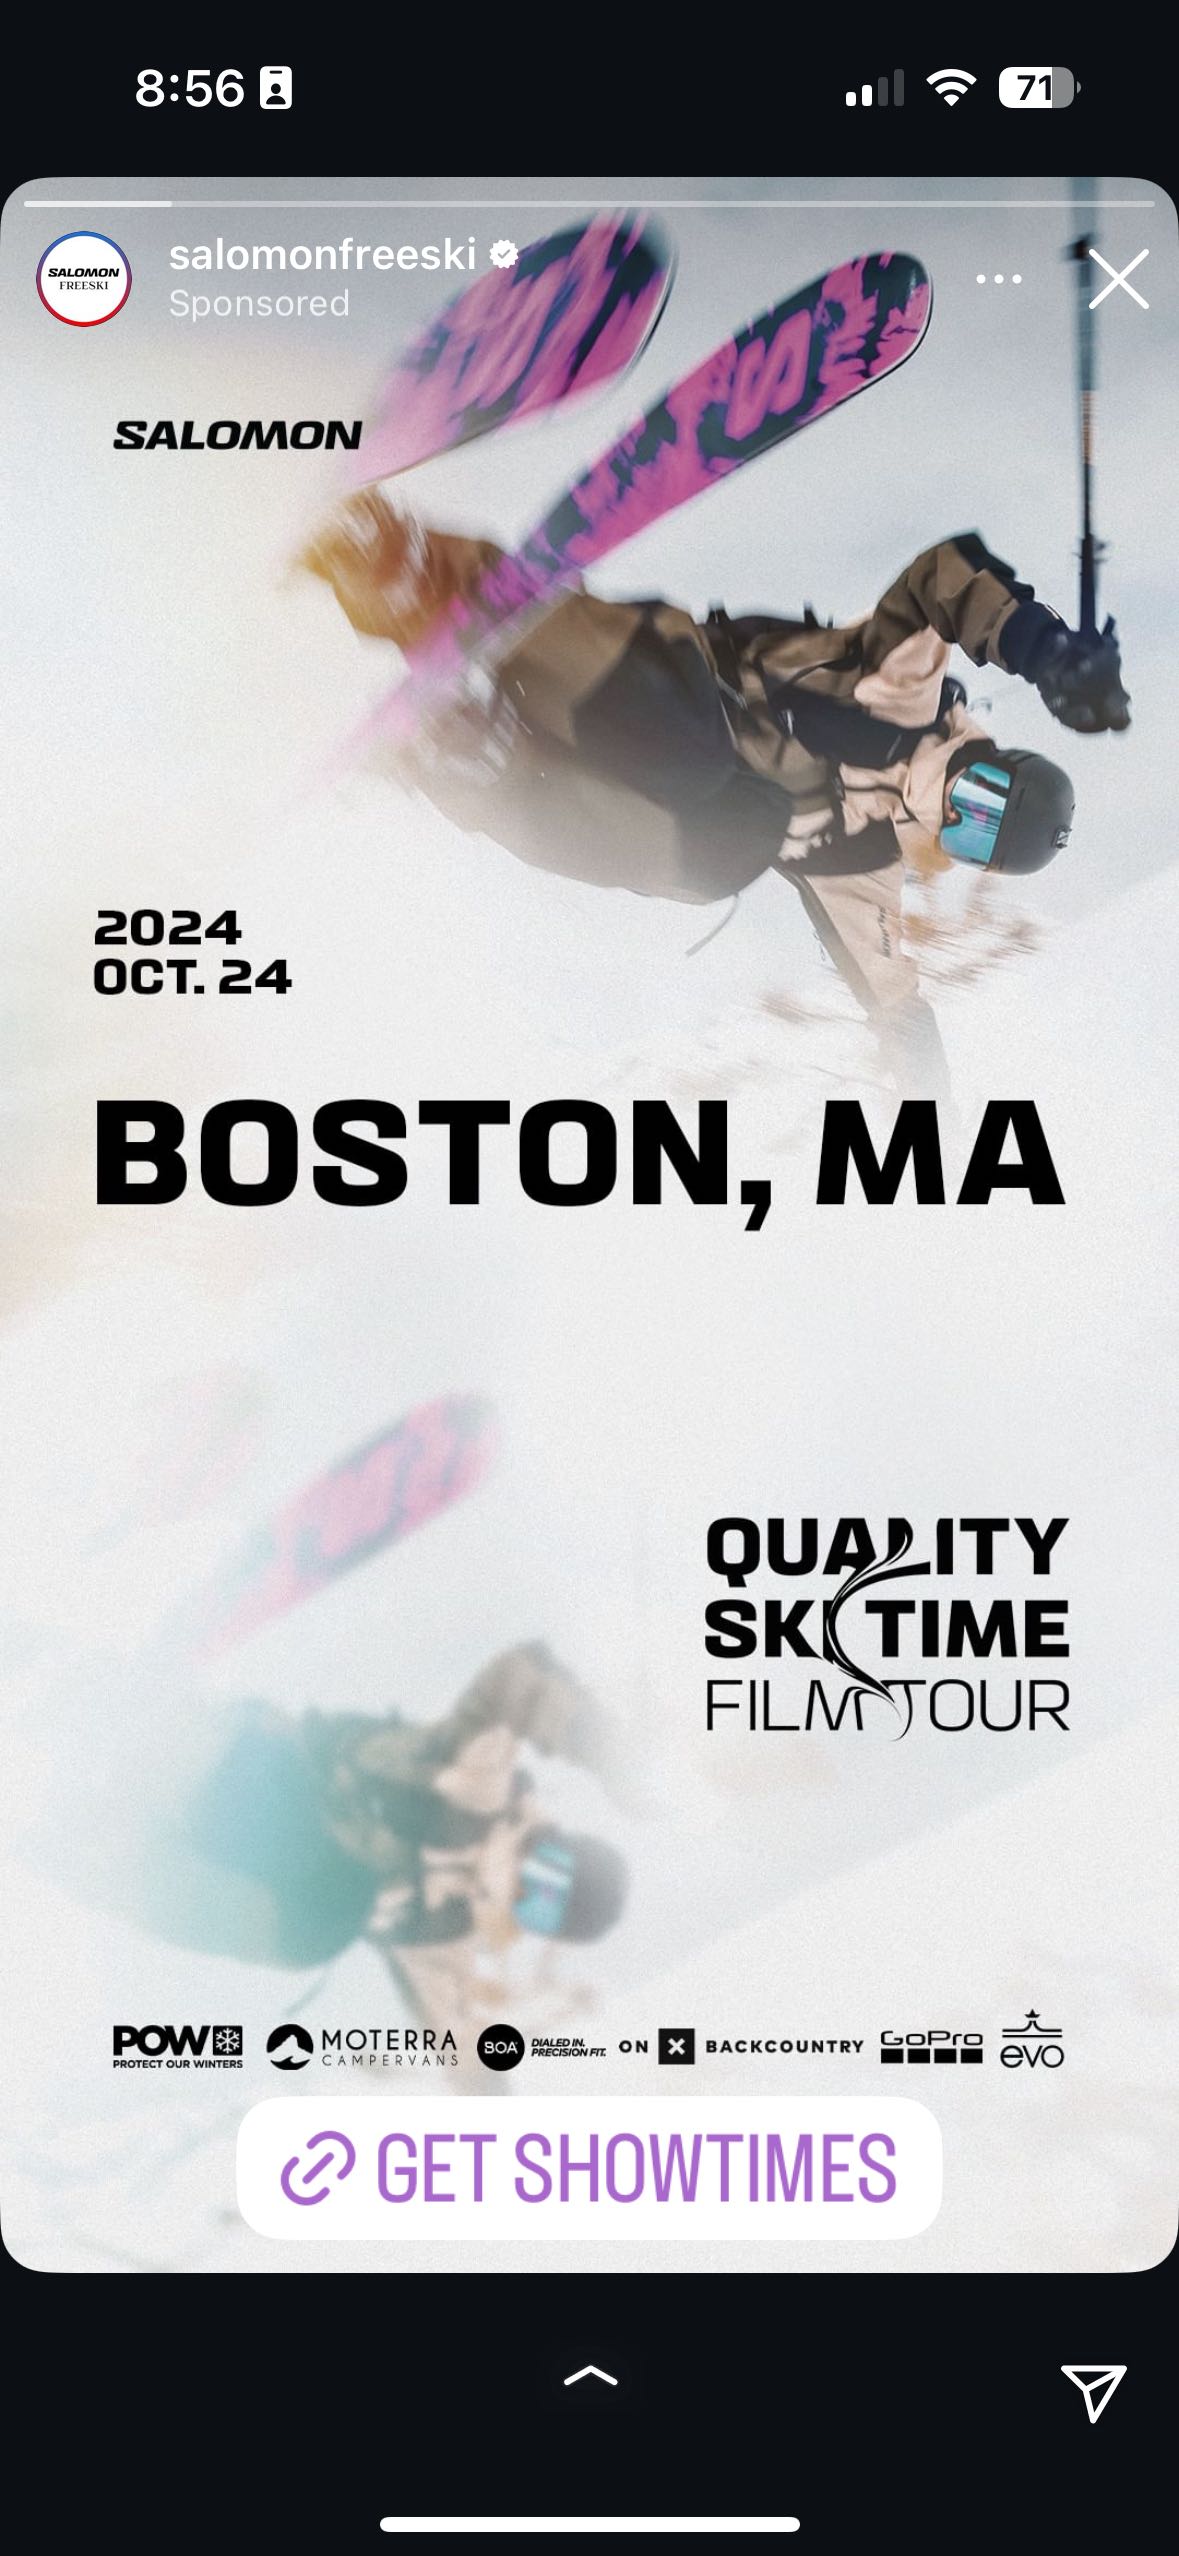 8:56
71
salomonfreeski
Sponsored
SALOMON
FREESKI
SALOMON
2024
OCT. 24
BOSTON, MA
QUALITY
SKI TIME
FILM TOUR
POW
PROTECT OUR WINTERS
MOTERRA
CAMPERVANS
BOA
DIALED IN.
PRECISION FIT.
ON
X
BACKCOUNTRY
GoPro
evo
GET SHOWTIMES